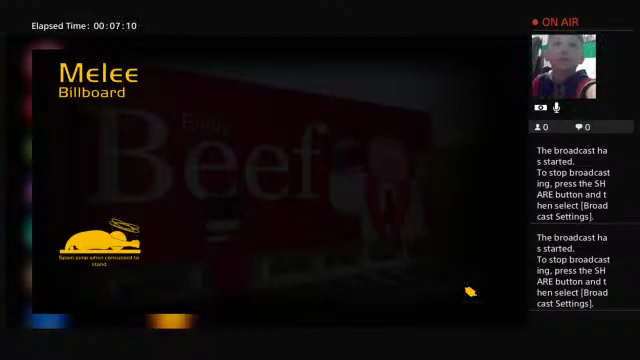 Elapsed Time: 00:07:10
ON AIR
Melee
Billboard
Beef
Spam jump when concussed to
stand
0
0
The broadcast ha
s started.
To stop broadcast
ing, press the SH
ARE button and t
hen select [Broad
cast Settings].
The broadcast ha
s started.
To stop broadcast
ing, press the SH
ARE button and t
hen select [Broad
cast Settings].